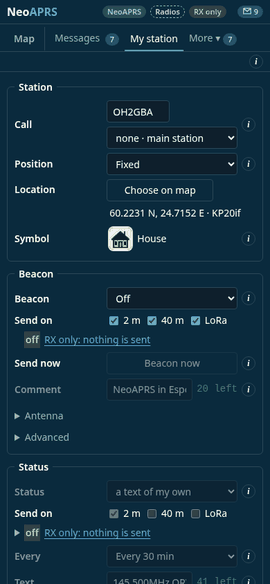 NeoAPRS NeoAPRS Radios RX only 9
Map Messages 7 My station More ▾ 7
i
Station
OH2GBA
Call i
none · main station
Position Fixed i
Location Choose on map i
60.2231 N, 24.7152 E · KP20if
Symbol House i
Beacon
Beacon Off i
Send on 2 m 40 m LoRa
off RX only: nothing is sent
Send now Beacon now i
Comment NeoAPRS in Esp 20 left i
Antenna
Advanced
Status
Status a text of my own i
Send on 2 m 40 m LoRa
off RX only: nothing is sent
Every Every 30 min i
Text 145.500MHz 41 left i